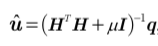 û = (HᵀH + μI)⁻¹q